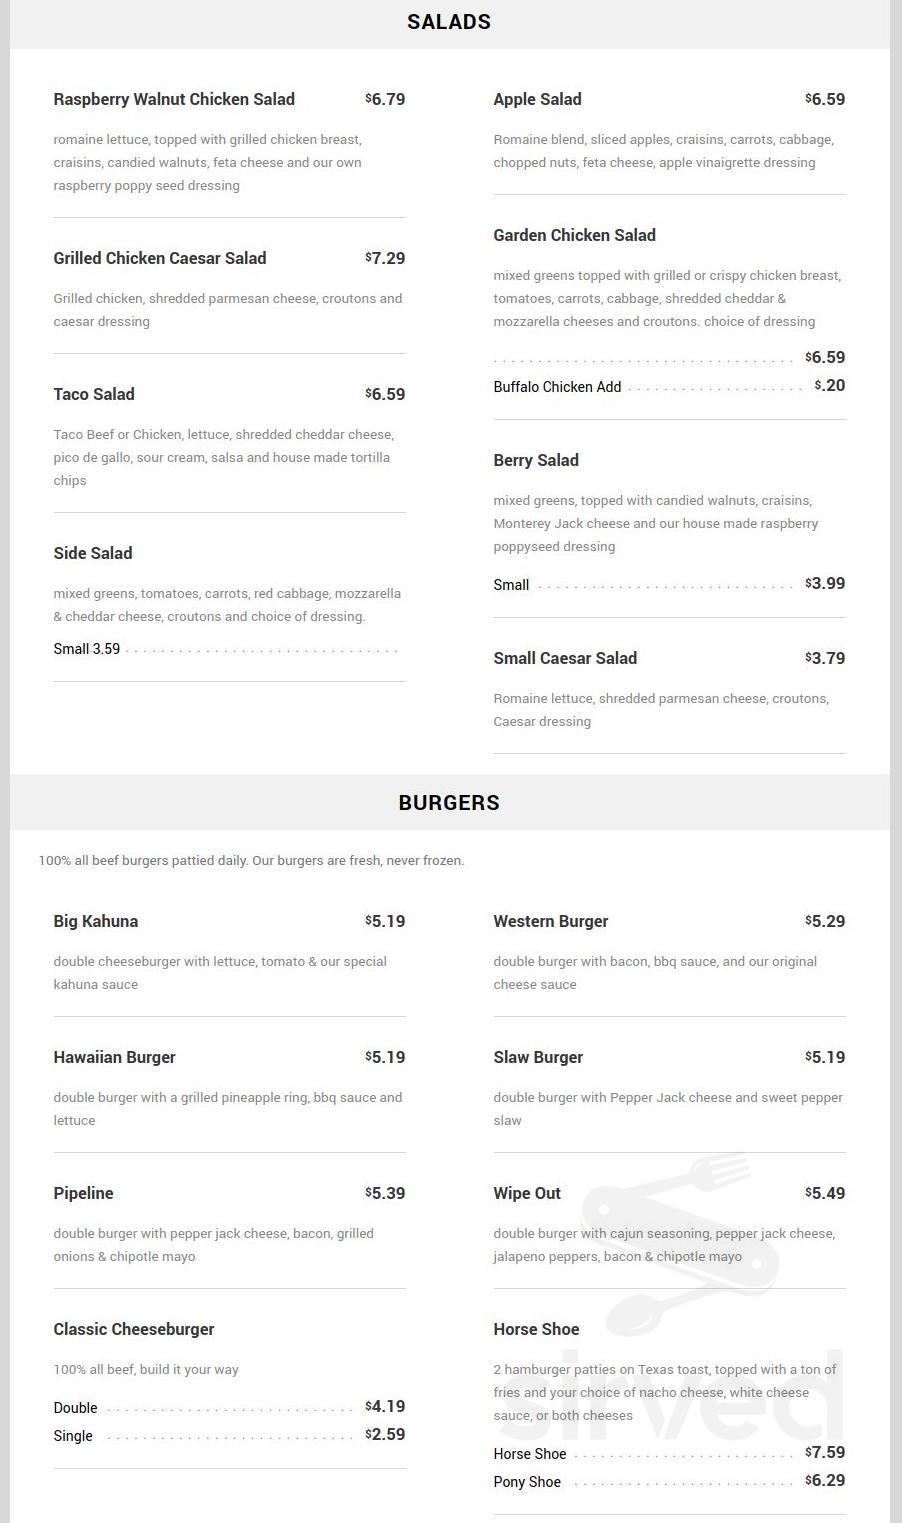 SALADS
Raspberry Walnut Chicken Salad $6.79
romaine lettuce, topped with grilled chicken breast,
craisins, candied walnuts, feta cheese and our own
raspberry poppy seed dressing
Grilled Chicken Caesar Salad $7.29
Grilled chicken, shredded parmesan cheese, croutons and
caesar dressing
Taco Salad $6.59
Taco Beef or Chicken, lettuce, shredded cheddar cheese,
pico de gallo, sour cream, salsa and house made tortilla
chips
Side Salad
mixed greens, tomatoes, carrots, red cabbage, mozzarella
& cheddar cheese, croutons and choice of dressing.
Small 3.59
Apple Salad $6.59
Romaine blend, sliced apples, craisins, carrots, cabbage,
chopped nuts, feta cheese, apple vinaigrette dressing
Garden Chicken Salad
mixed greens topped with grilled or crispy chicken breast,
tomatoes, carrots, cabbage, shredded cheddar &
mozzarella cheeses and croutons. choice of dressing
$6.59
Buffalo Chicken Add $.20
Berry Salad
mixed greens, topped with candied walnuts, craisins,
Monterey Jack cheese and our house made raspberry
poppyseed dressing
Small $3.99
Small Caesar Salad $3.79
Romaine lettuce, shredded parmesan cheese, croutons,
Caesar dressing
BURGERS
100% all beef burgers pattied daily. Our burgers are fresh, never frozen.
Big Kahuna $5.19
double cheeseburger with lettuce, tomato & our special
kahuna sauce
Hawaiian Burger $5.19
double burger with a grilled pineapple ring, bbq sauce and
lettuce
Pipeline $5.39
double burger with pepper jack cheese, bacon, grilled
onions & chipotle mayo
Classic Cheeseburger
100% all beef, build it your way
Double $4.19
Single $2.59
Western Burger $5.29
double burger with bacon, bbq sauce, and our original
cheese sauce
Slaw Burger $5.19
double burger with Pepper Jack cheese and sweet pepper
slaw
Wipe Out $5.49
double burger with cajun seasoning, pepper jack cheese,
jalapeno peppers, bacon & chipotle mayo
Horse Shoe
2 hamburger patties on Texas toast, topped with a ton of
fries and your choice of nacho cheese, white cheese
sauce, or both cheeses
Horse Shoe $7.59
Pony Shoe $6.29
sirved